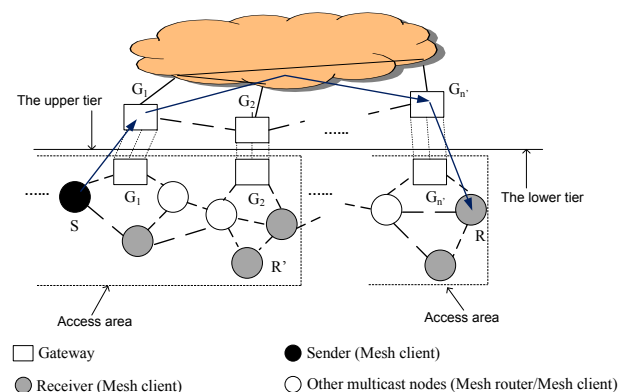 G1
G2
Gn'
The upper tier
......
......
G1
G2
......
Gn'
The lower tier
S
R'
R
Access area
Access area
Gateway
Sender (Mesh client)
Receiver (Mesh client)
Other multicast nodes (Mesh router/Mesh client)